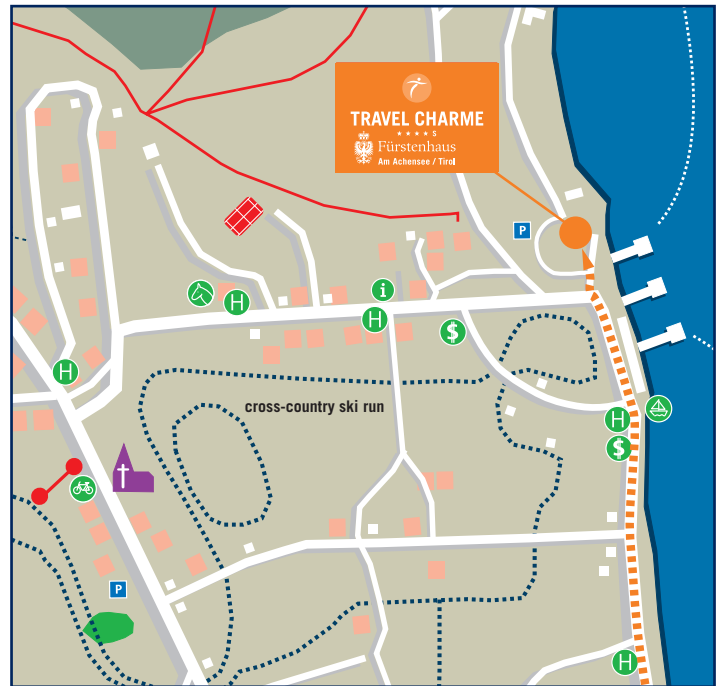 TRAVEL CHARME
★★★★ S
Fürstenhaus
Am Achensee / Tirol
P
i
H
H
$
H
cross-country ski run
H
$
P
H